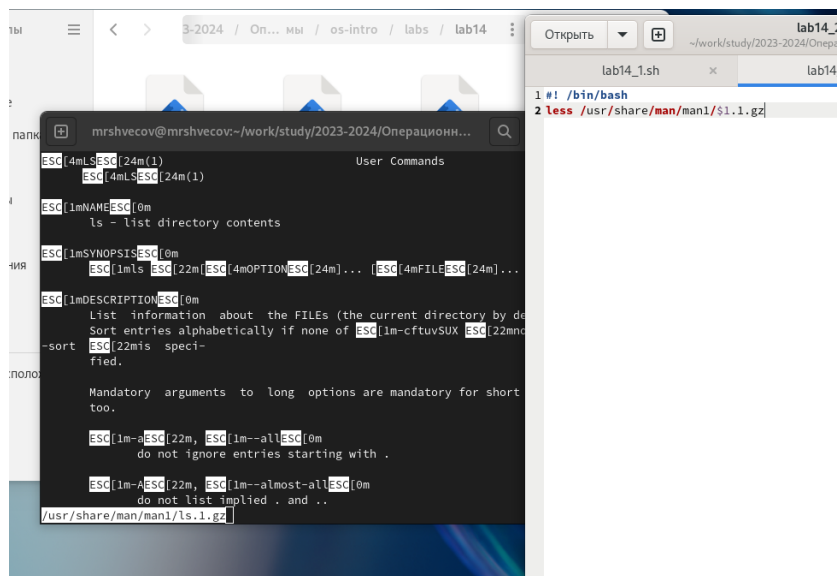 лы
3-2024 / Оп... мы / os-intro / labs / lab14
Открыть
lab14_2
~/work/study/2023-2024/Опера
lab14_1.sh
lab14
1 #! /bin/bash
2 less /usr/share/man/man1/$1.1.gz
е
папк
ы
ия
mrshvecov@mrshvecov:~/work/study/2023-2024/Операционн...
ESC[4mLSESC[24m(1) User Commands
ESC[4mLSESC[24m(1)
ESC[1mNAMEESC[0m
ls - list directory contents
ESC[1mSYNOPSISESC[0m
ESC[1mls ESC[22m[ESC[4mOPTIONESC[24m]... [ESC[4mFILEESC[24m]...
ESC[1mDESCRIPTIONESC[0m
List information about the FILEs (the current directory by de
Sort entries alphabetically if none of ESC[1m-cftuvSUX ESC[22mno
-sort ESC[22mis speci-
fied.
Mandatory arguments to long options are mandatory for short
too.
ESC[1m-aESC[22m, ESC[1m--allESC[0m
do not ignore entries starting with .
ESC[1m-AESC[22m, ESC[1m--almost-allESC[0m
do not list implied . and ..
/usr/share/man/man1/ls.1.gz